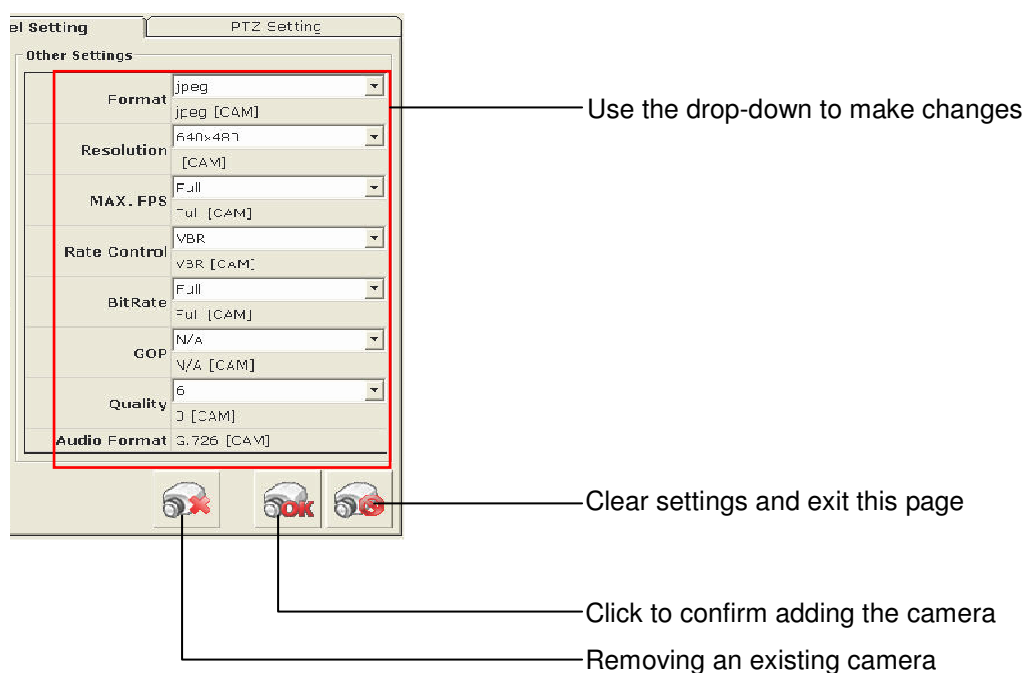 el Setting PTZ Setting
Other Settings
Format jpeg
jpeg [CAM]
Use the drop-down to make changes
Resolution 640x480
[CAM]
MAX. FPS Full
Full [CAM]
Rate Control VBR
VBR [CAM]
BitRate Full
Full [CAM]
GOP N/A
N/A [CAM]
Quality 6
[CAM]
Audio Format G.726 [CAM]
OK
Clear settings and exit this page
Click to confirm adding the camera
Removing an existing camera